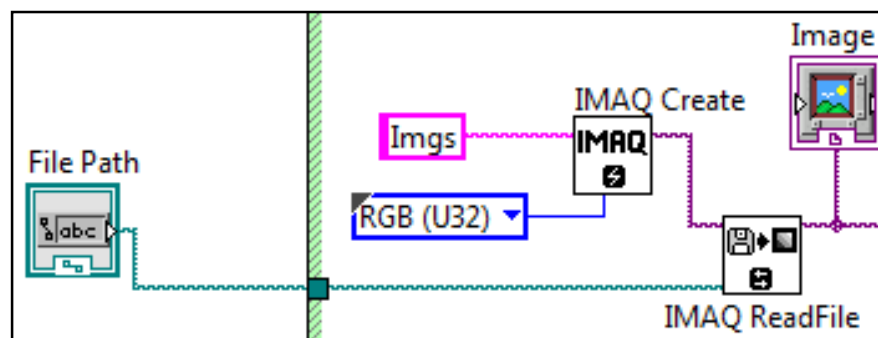 Image
IMAQ Create
Imgs
IMAQ
File Path
abc
RGB (U32)
IMAQ ReadFile